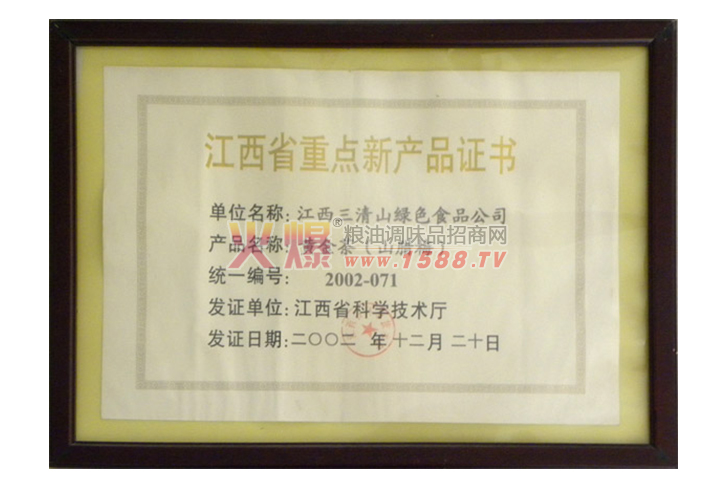 江西省重点新产品证书
单位名称：江西三清山绿色食品公司
火爆®粮油调味品招商网
www.1588.TV
产品名称：
统一编号： 2002-071
发证单位：江西省科学技术厅
发证日期：二〇〇二年十二月二十日